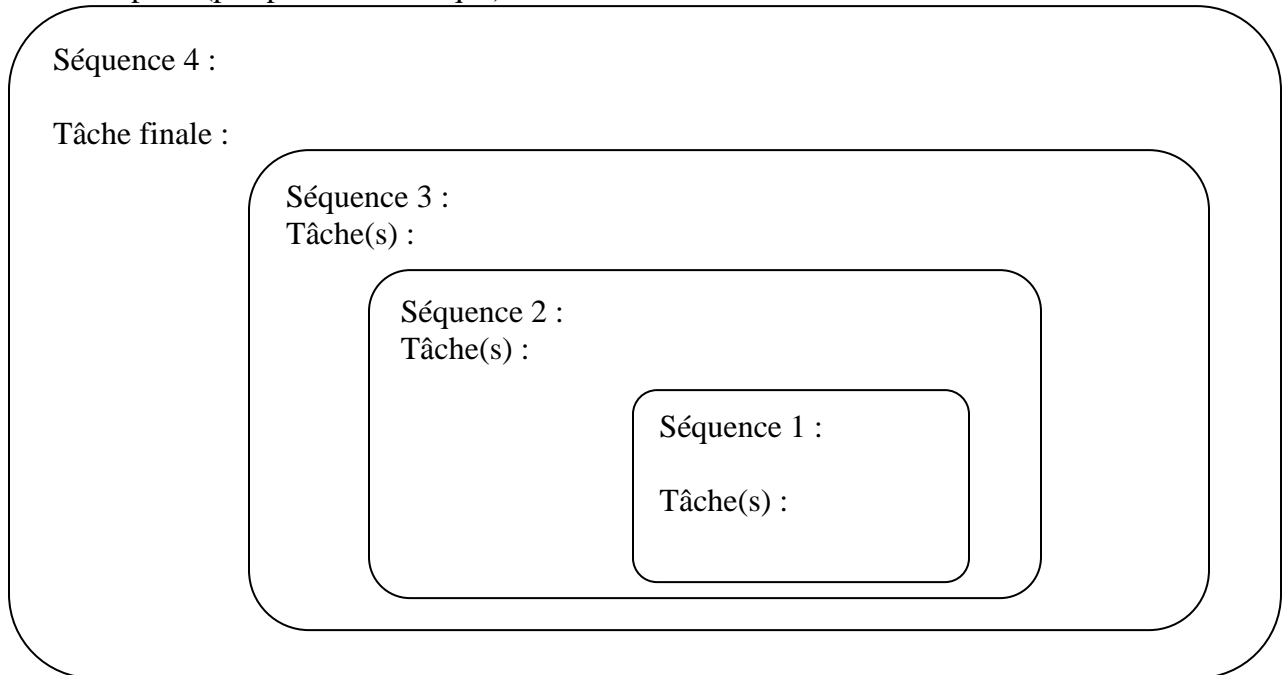 Séquence 4 :
Tâche finale :
Séquence 3 :
Tâche(s) :
Séquence 2 :
Tâche(s) :
Séquence 1 :
Tâche(s) :